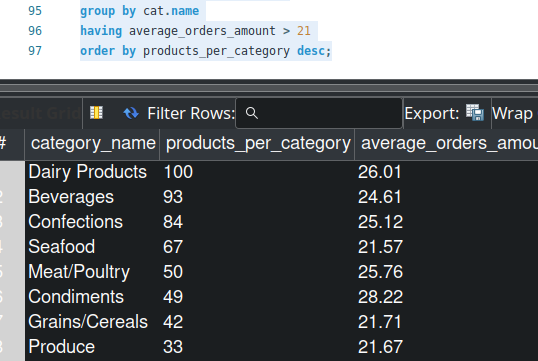 95 group by cat.name
96 having average_orders_amount > 21
97 order by products_per_category desc;
Result Grid Filter Rows: Export: Wrap
# category_name products_per_category average_orders_amou
Dairy Products 100 26.01
2 Beverages 93 24.61
3 Confections 84 25.12
4 Seafood 67 21.57
5 Meat/Poultry 50 25.76
6 Condiments 49 28.22
7 Grains/Cereals 42 21.71
8 Produce 33 21.67